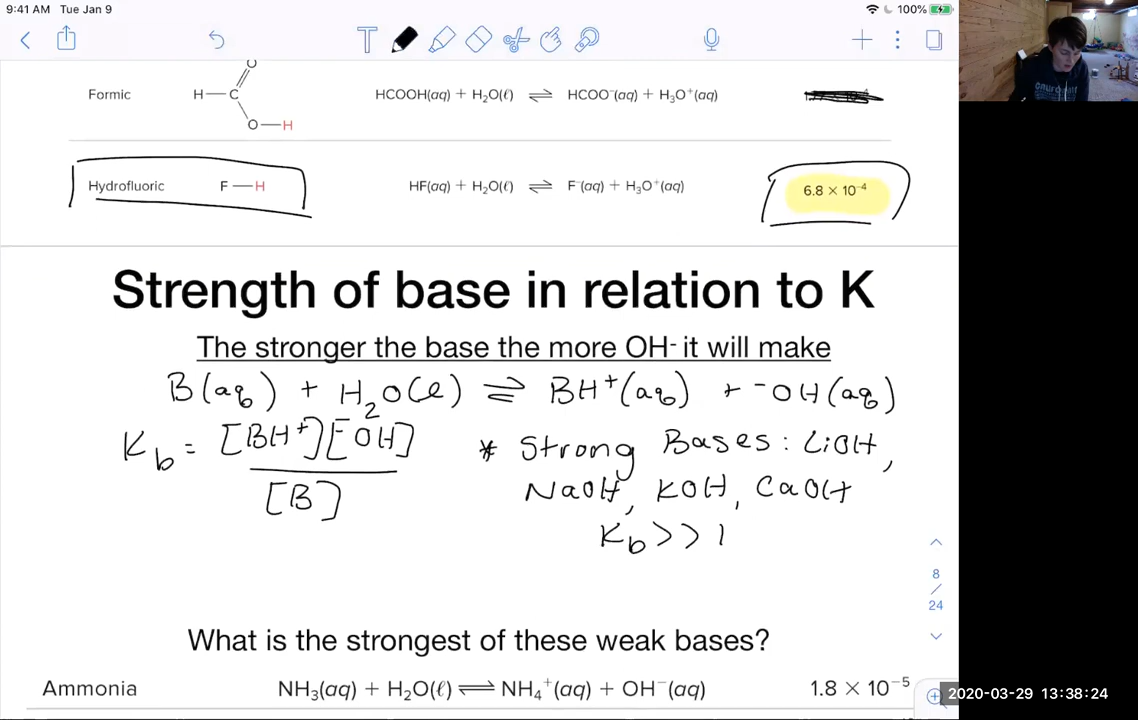 9:41 AM Tue Jan 9 100%
T
O
Formic H—C HCOOH(aq) + H₂O(ℓ) ⇌ HCOO⁻(aq) + H₃O⁺(aq)
O—H
Hydrofluoric F—H HF(aq) + H₂O(ℓ) ⇌ F⁻(aq) + H₃O⁺(aq) 6.8 × 10⁻⁴
Strength of base in relation to K
The stronger the base the more OH⁻ it will make
B(aq) + H₂O(ℓ) ⇌ BH⁺(aq) + ⁻OH(aq)
K_b = [BH⁺][⁻OH] / [B]
* Strong Bases: LiOH,
NaOH, KOH, CaOH
K_b >> 1
8
/
24
What is the strongest of these weak bases?
Ammonia NH₃(aq) + H₂O(ℓ) ⇌ NH₄⁺(aq) + OH⁻(aq) 1.8 × 10⁻⁵
2020-03-29 13:38:24